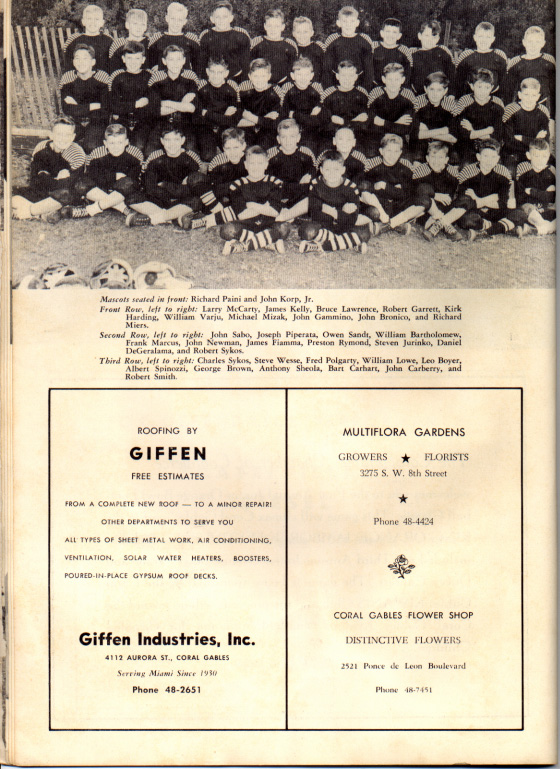 Mascots seated in front: Richard Paini and John Korp, Jr.
Front Row, left to right: Larry McCarty, James Kelly, Bruce Lawrence, Robert Garrett, Kirk
Harding, William Varju, Michael Mizak, John Gammino, John Bronico, and Richard
Miers.
Second Row, left to right: John Sabo, Joseph Piperata, Owen Sandt, William Bartholomew,
Frank Marcus, John Newman, James Fiamma, Preston Rymond, Steven Jurinko, Daniel
DeGeralama, and Robert Sykos.
Third Row, left to right: Charles Sykos, Steve Wesse, Fred Polgarty, William Lowe, Leo Boyer,
Albert Spinozzi, George Brown, Anthony Sheola, Bart Carhart, John Carberry, and
Robert Smith.
ROOFING BY
GIFFEN
FREE ESTIMATES
FROM A COMPLETE NEW ROOF — TO A MINOR REPAIR!
OTHER DEPARTMENTS TO SERVE YOU
ALL TYPES OF SHEET METAL WORK, AIR CONDITIONING,
VENTILATION, SOLAR WATER HEATERS, BOOSTERS,
POURED-IN-PLACE GYPSUM ROOF DECKS.
Giffen Industries, Inc.
4112 AURORA ST., CORAL GABLES
Serving Miami Since 1930
Phone 48-2651
MULTIFLORA GARDENS
GROWERS ★ FLORISTS
3275 S. W. 8th Street
★
Phone 48-4424
CORAL GABLES FLOWER SHOP
DISTINCTIVE FLOWERS
2521 Ponce de Leon Boulevard
Phone 48-7451